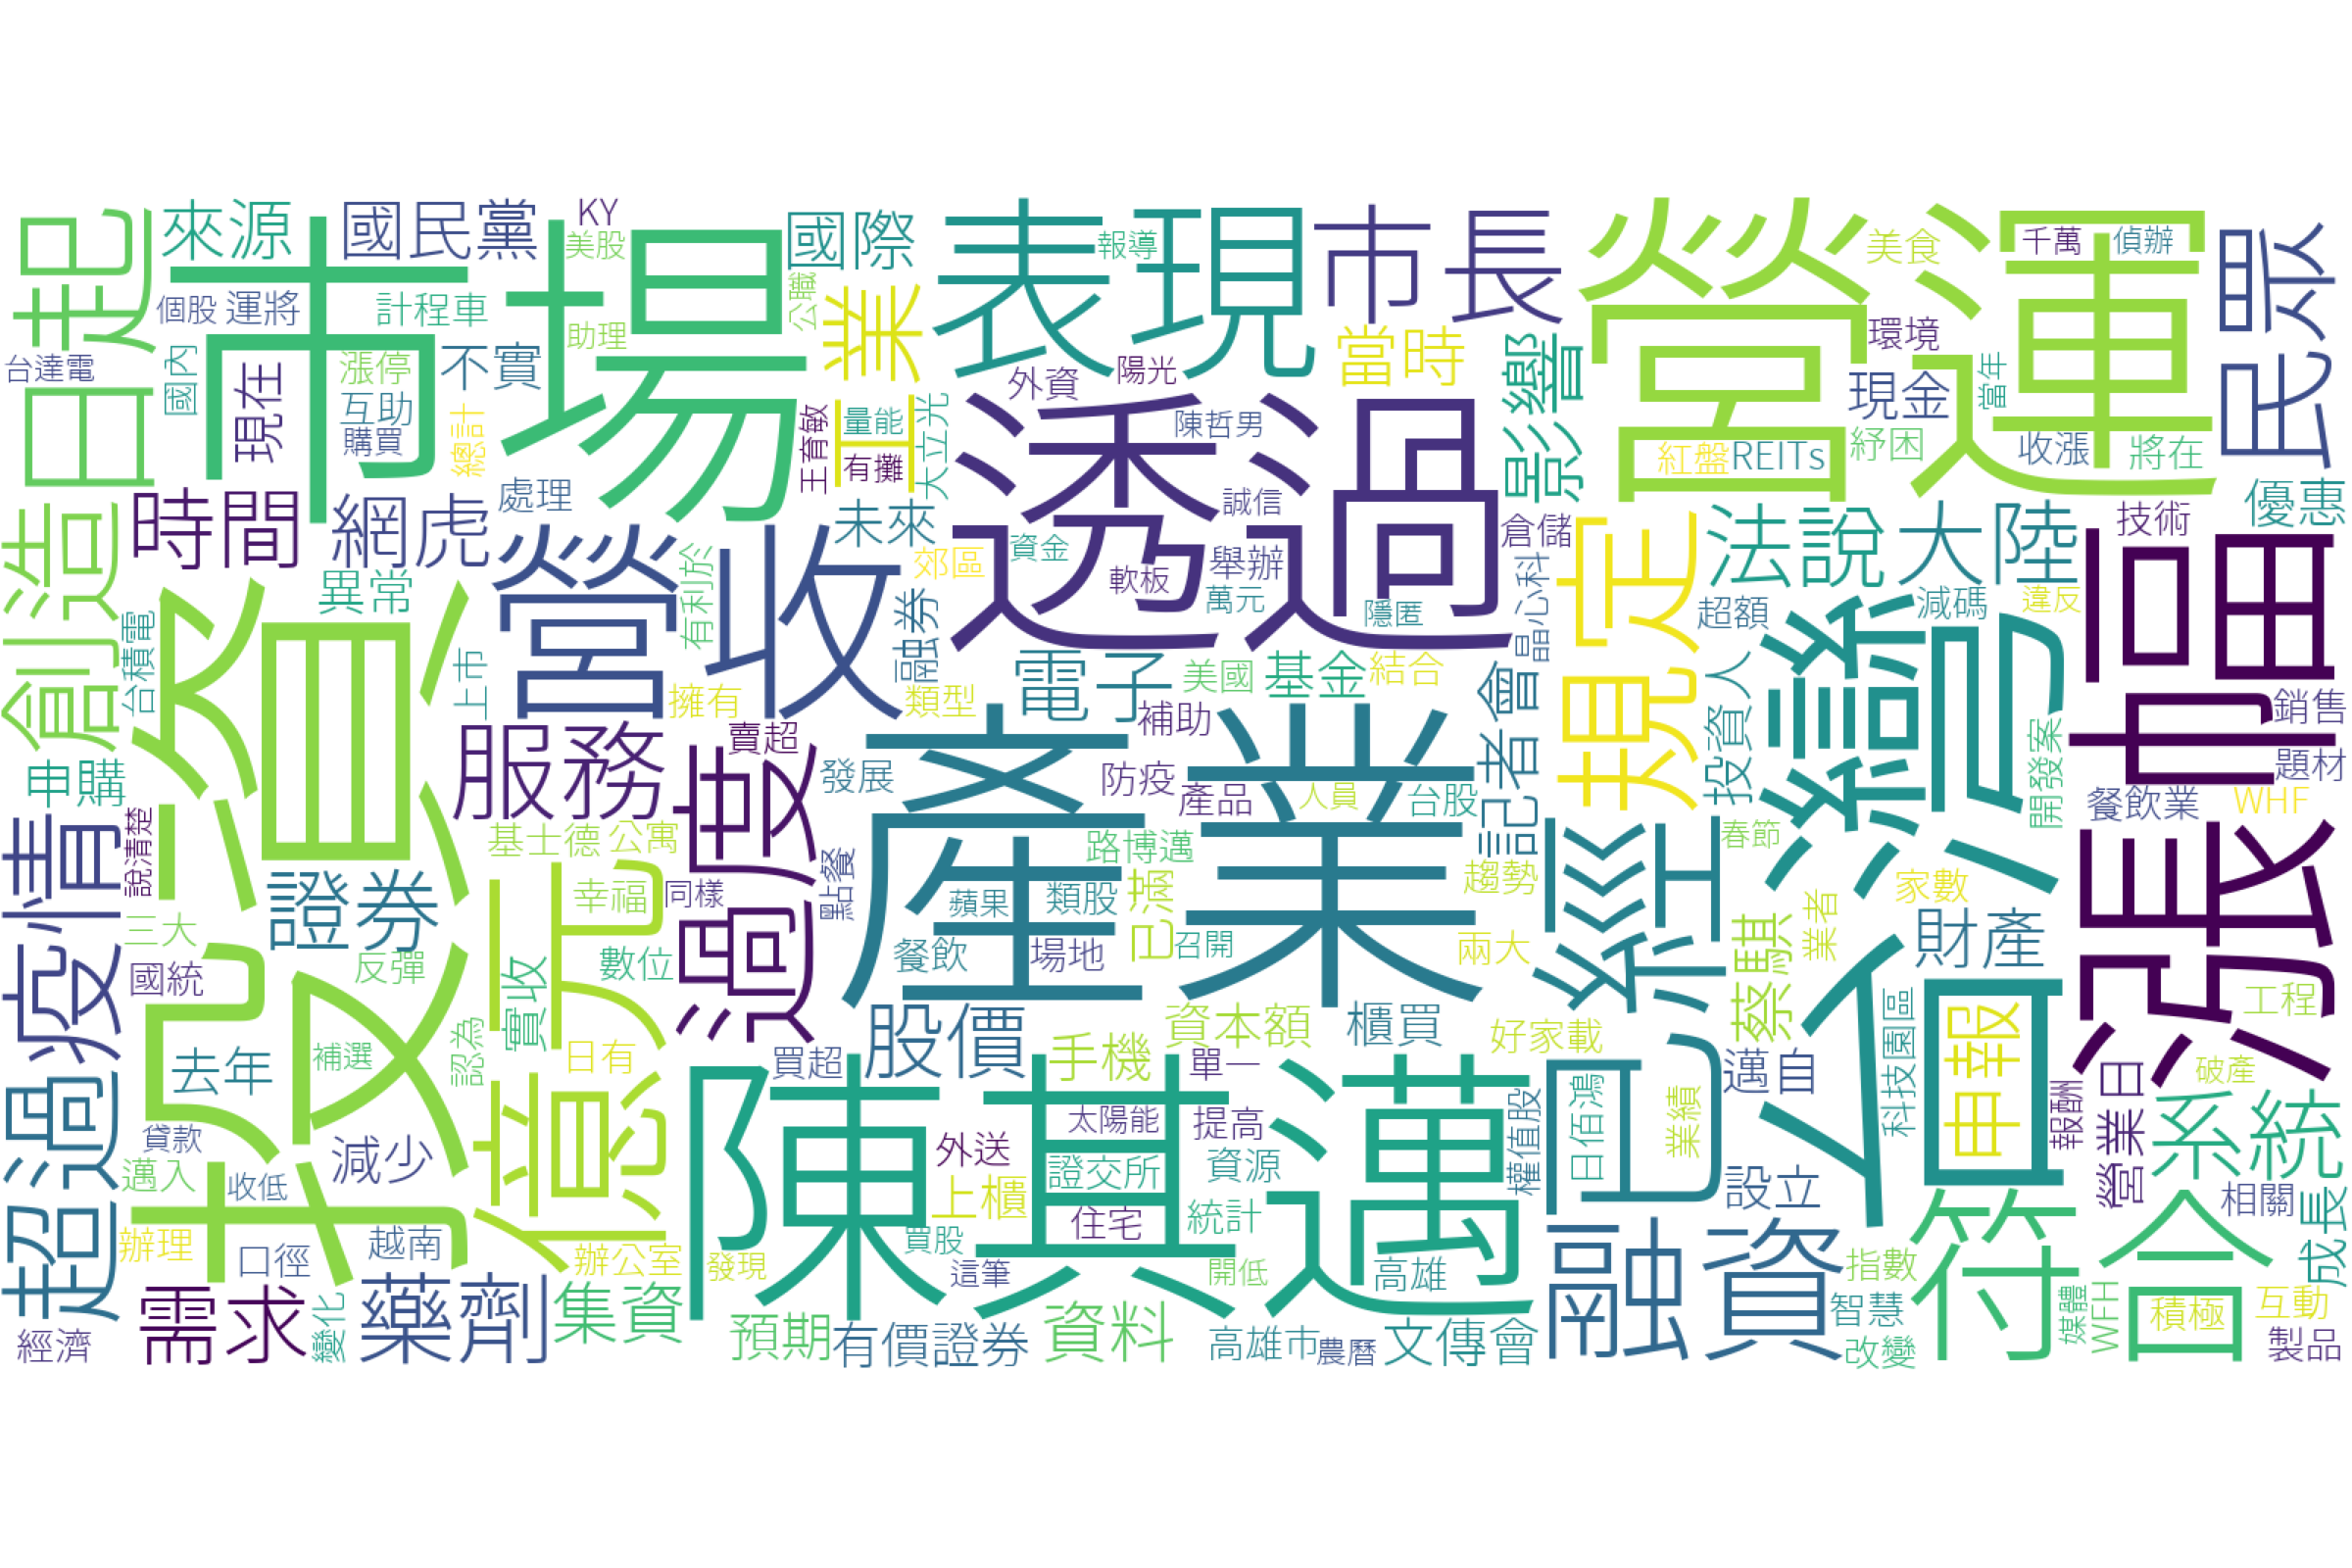 日起
來源
國民黨
KY
美股
國際
表現
報導
市長
營運
美食
千萬
偵辦
民眾
個股
運將
計程車
市場
助理
公職
業
當時
影響
環境
台達電
國內
現在
漲停
不實
互助
購買
總計
王育敏
量能
有攤
大立光
外資
陽光
陳哲男
現金
當年
紅盤
REITs
紓困
收漲
將在
創造
時間
網虎
處理
未來
透過
誠信
倉儲
法說
大陸
技術
優惠
異常
營收
有利於
郊區
資金
舉辦
軟板
萬元
隱匿
晶心科
規定
超額
減碼
違反
漲幅
台積電
投資
上市
融券
擁有
類型
電子
美國
基金
結合
記者會
投資人
台灣
銷售
申購
服務
賣超
過度
發展
補助
防疫
產品
產業
人員
台股
開發案
題材
疫情
說清楚
基士德
公寓
路博邁
已經
春節
餐飲業
WHF
證券
億元
幸福
同樣
點餐
蘋果
類股
趨勢
蔡騏
業者
家數
三大
國統
反彈
實收
數位
餐飲
場地
召開
兩大
財產
超過
去年
補選
認為
日有
買超
股價
資本額
手機
單一
櫃買
好家載
邁自
科技園區
申報
營業日
工程
破產
貸款
減少
陳其邁
太陽能
提高
外送
證交所
資源
權值股
日佰鴻
業績
設立
報酬
系統
邁入
收低
上櫃
住宅
統計
相關
成長
辦理
口徑
越南
辦公室
發現
買股
這筆
開低
高雄
融資
指數
符合
需求
變化
藥劑
集資
預期
有價證券
資料
高雄市
農曆
文傳會
智慧
改變
媒體
WFH
積極
互動
製品
經濟